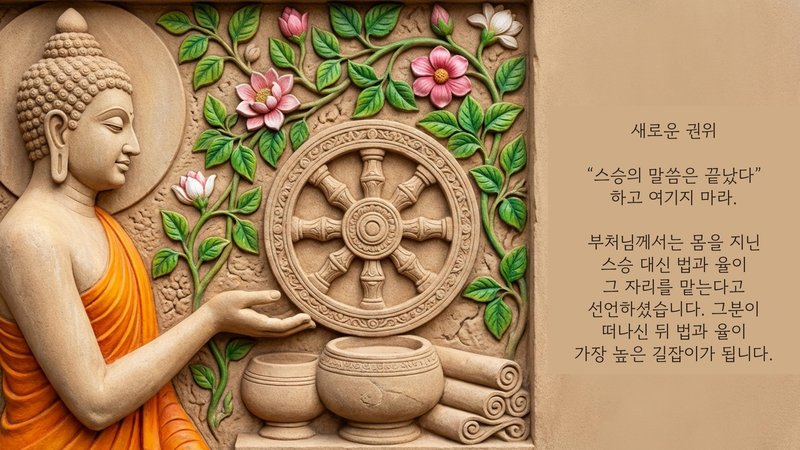 새로운 권위
“스승의 말씀은 끝났다”
하고 여기지 마라.
부처님께서는 몸을 지닌
스승 대신 법과 율이
그 자리를 맡는다고
선언하셨습니다. 그분이
떠나신 뒤 법과 율이
가장 높은 길잡이가 됩니다.